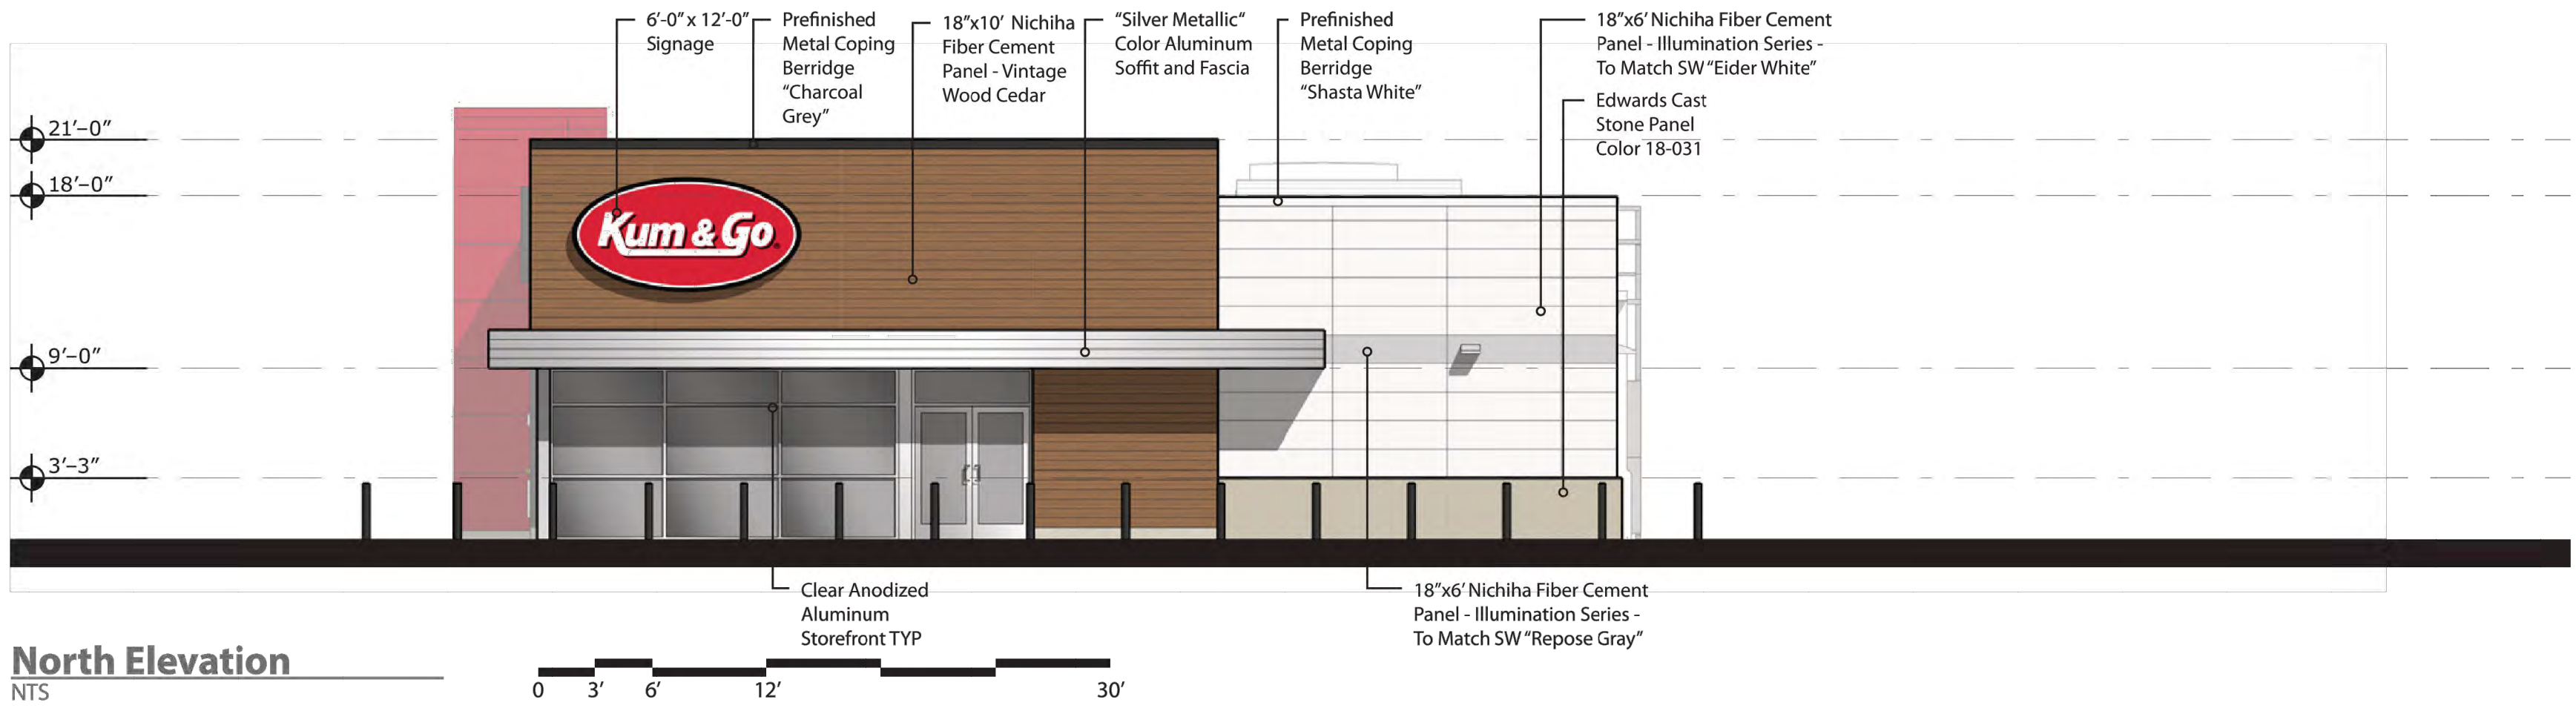 6'-0" x 12'-0"
Signage
Prefinished
Metal Coping
Berridge
"Charcoal
Grey"
18"x10' Nichiha
Fiber Cement
Panel - Vintage
Wood Cedar
"Silver Metallic"
Color Aluminum
Soffit and Fascia
Prefinished
Metal Coping
Berridge
"Shasta White"
18"x6' Nichiha Fiber Cement
Panel - Illumination Series -
To Match SW "Eider White"
Edwards Cast
Stone Panel
Color 18-031
21'-0"
18'-0"
9'-0"
3'-3"
Kum & Go
Clear Anodized
Aluminum
Storefront TYP
18"x6' Nichiha Fiber Cement
Panel - Illumination Series -
To Match SW "Repose Gray"
North Elevation
NTS
0 3' 6' 12' 30'